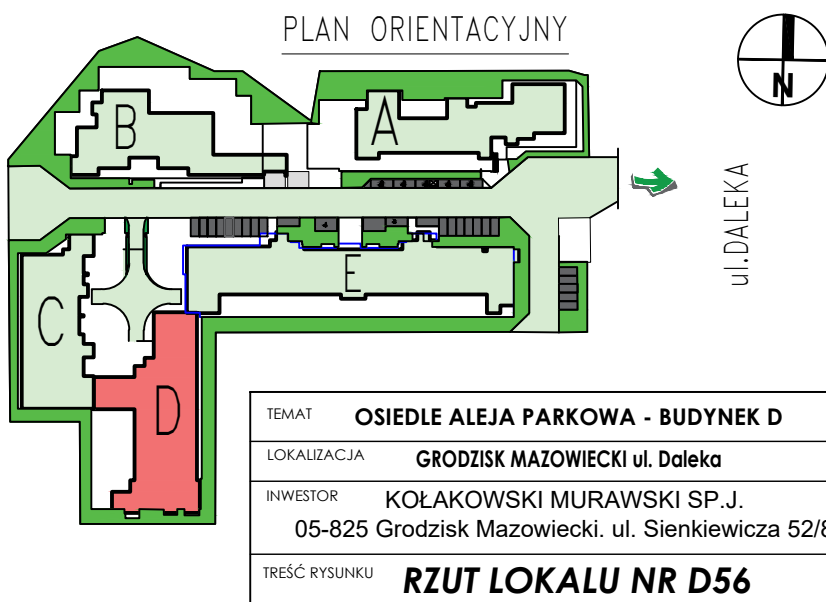 PLAN ORIENTACYJNY
N
B
A
ul.DALEKA
E
C
D
TEMAT OSIEDLE ALEJA PARKOWA - BUDYNEK D
LOKALIZACJA GRODZISK MAZOWIECKI ul. Daleka
INWESTOR KOŁAKOWSKI MURAWSKI SP.J.
05-825 Grodzisk Mazowiecki. ul. Sienkiewicza 52/8
TREŚĆ RYSUNKU RZUT LOKALU NR D56